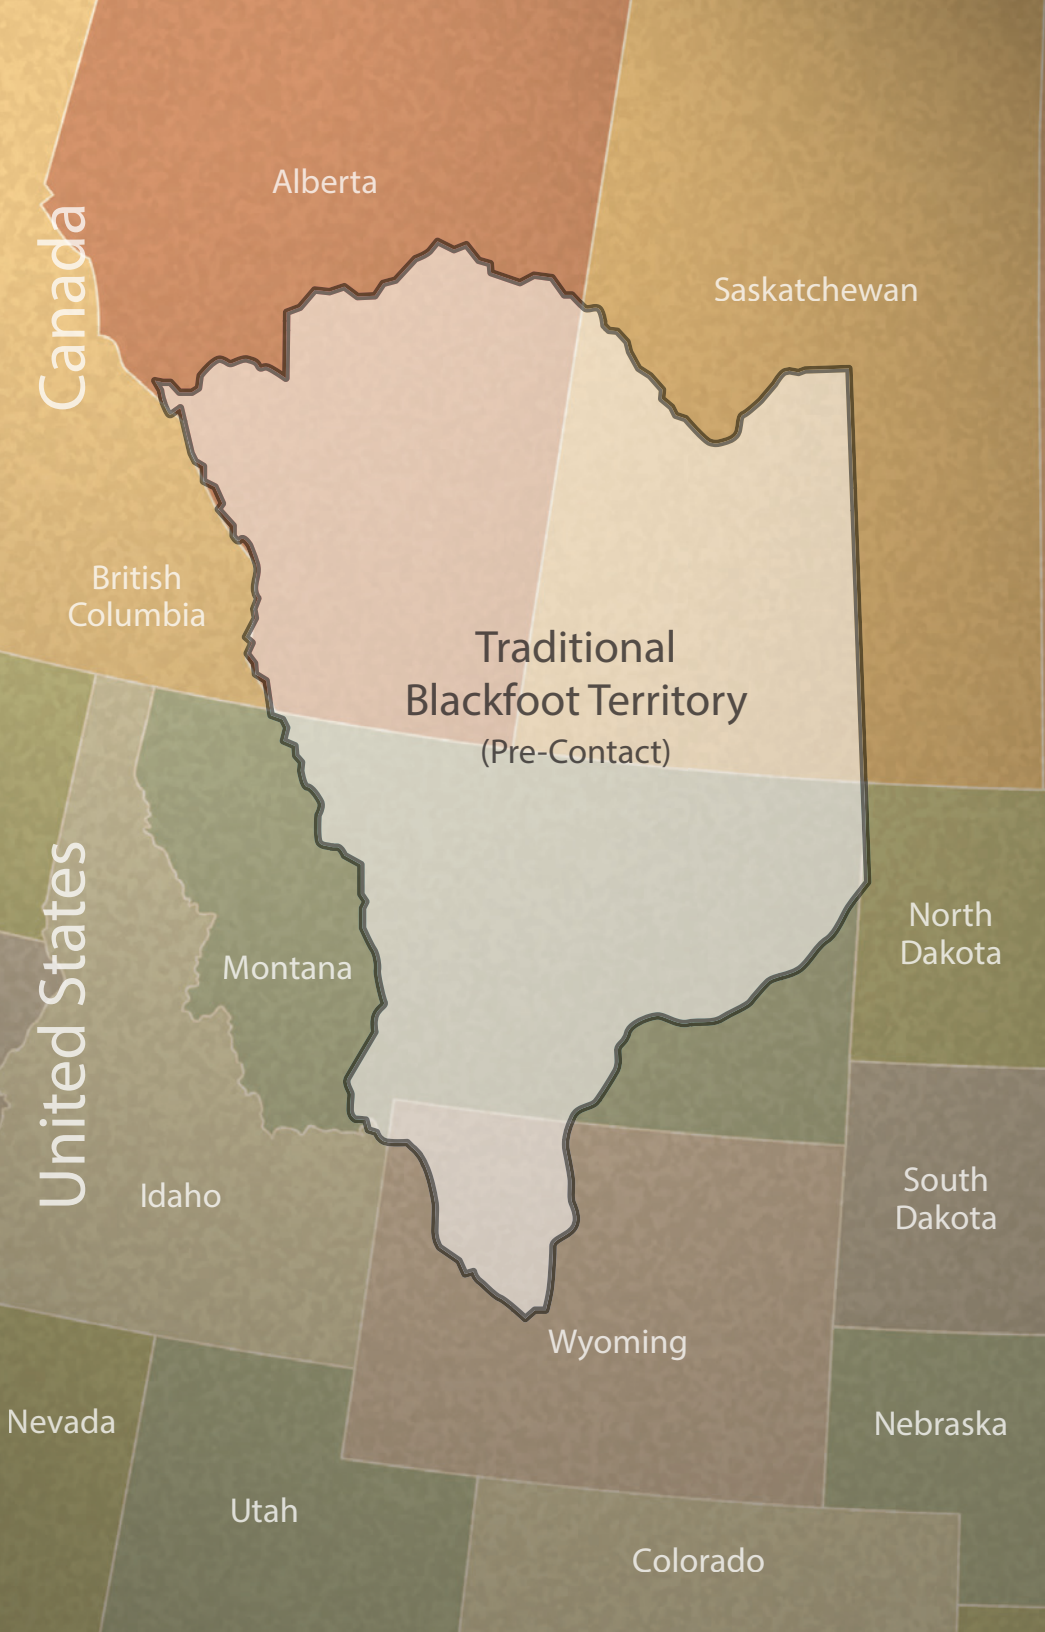 Alberta
Canada
Saskatchewan
British
Columbia
Traditional
Blackfoot Territory
(Pre-Contact)
United States
North
Dakota
Montana
South
Dakota
Idaho
Wyoming
Nevada
Nebraska
Utah
Colorado